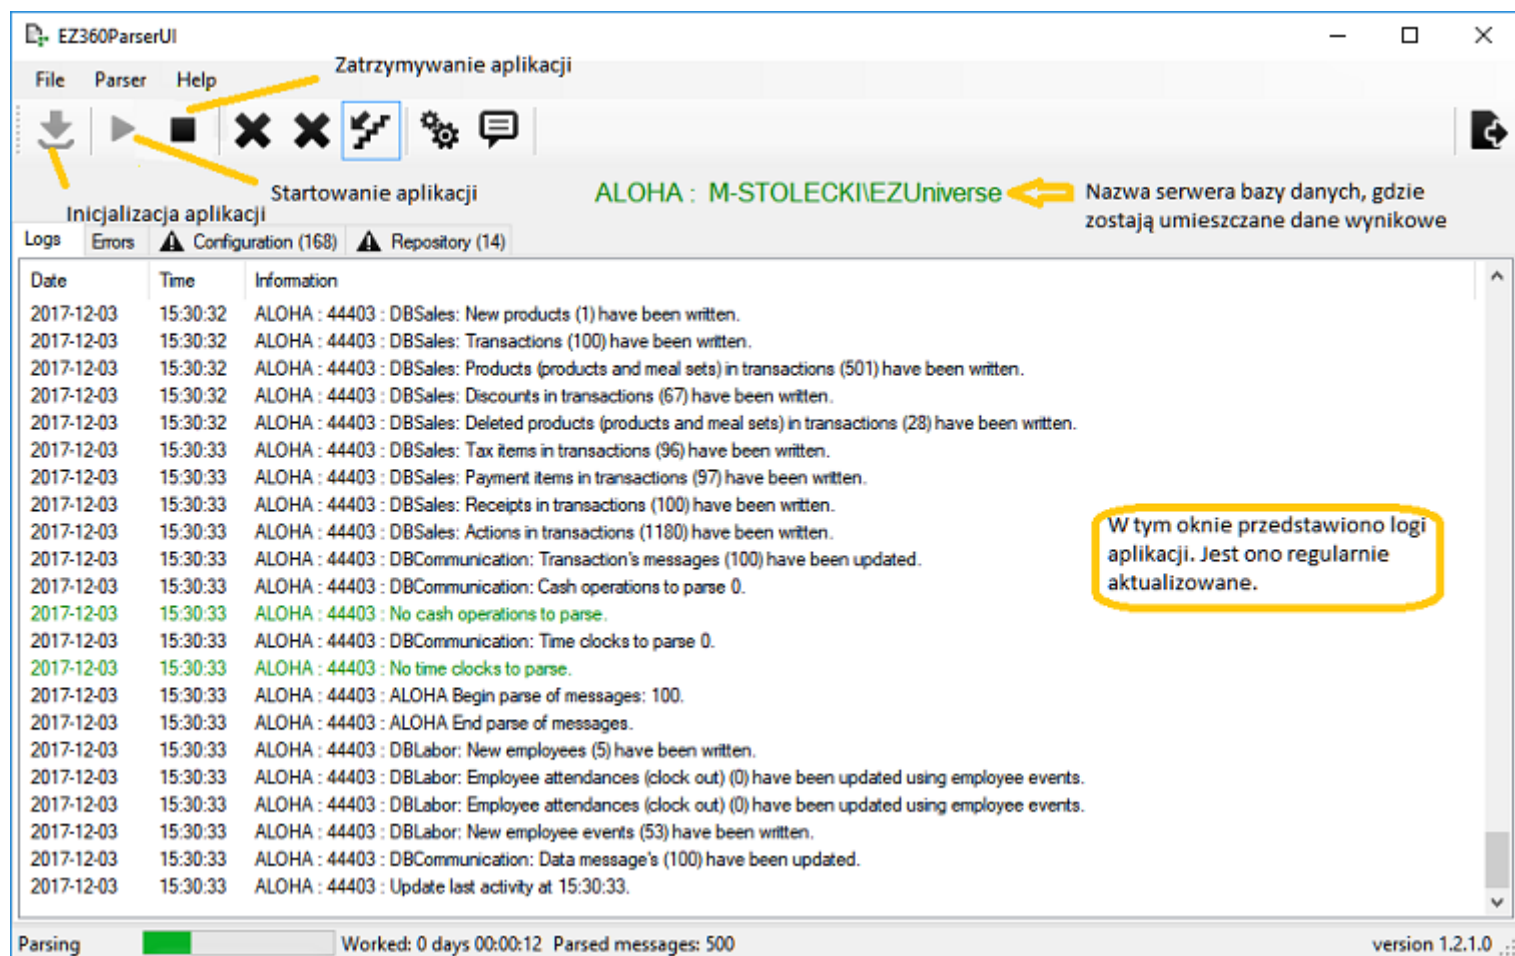 EZ360ParserUI
File Parser Help
Zatrzymywanie aplikacji
Startowanie aplikacji
Inicjalizacja aplikacji
ALOHA : M-STOLECKI\EZUniverse
Nazwa serwera bazy danych, gdzie
zostają umieszczane dane wynikowe
Logs Errors Configuration (168) Repository (14)
Date Time Information
2017-12-03 15:30:32 ALOHA : 44403 : DBSales: New products (1) have been written.
2017-12-03 15:30:32 ALOHA : 44403 : DBSales: Transactions (100) have been written.
2017-12-03 15:30:32 ALOHA : 44403 : DBSales: Products (products and meal sets) in transactions (501) have been written.
2017-12-03 15:30:32 ALOHA : 44403 : DBSales: Discounts in transactions (67) have been written.
2017-12-03 15:30:32 ALOHA : 44403 : DBSales: Deleted products (products and meal sets) in transactions (28) have been written.
2017-12-03 15:30:33 ALOHA : 44403 : DBSales: Tax items in transactions (96) have been written.
2017-12-03 15:30:33 ALOHA : 44403 : DBSales: Payment items in transactions (97) have been written.
2017-12-03 15:30:33 ALOHA : 44403 : DBSales: Receipts in transactions (100) have been written.
2017-12-03 15:30:33 ALOHA : 44403 : DBSales: Actions in transactions (1180) have been written.
2017-12-03 15:30:33 ALOHA : 44403 : DBCommunication: Transaction's messages (100) have been updated.
2017-12-03 15:30:33 ALOHA : 44403 : DBCommunication: Cash operations to parse 0.
2017-12-03 15:30:33 ALOHA : 44403 : No cash operations to parse.
2017-12-03 15:30:33 ALOHA : 44403 : DBCommunication: Time clocks to parse 0.
2017-12-03 15:30:33 ALOHA : 44403 : No time clocks to parse.
2017-12-03 15:30:33 ALOHA : 44403 : ALOHA Begin parse of messages: 100.
2017-12-03 15:30:33 ALOHA : 44403 : ALOHA End parse of messages.
2017-12-03 15:30:33 ALOHA : 44403 : DBLabor: New employees (5) have been written.
2017-12-03 15:30:33 ALOHA : 44403 : DBLabor: Employee attendances (clock out) (0) have been updated using employee events.
2017-12-03 15:30:33 ALOHA : 44403 : DBLabor: Employee attendances (clock out) (0) have been updated using employee events.
2017-12-03 15:30:33 ALOHA : 44403 : DBLabor: New employee events (53) have been written.
2017-12-03 15:30:33 ALOHA : 44403 : DBCommunication: Data message's (100) have been updated.
2017-12-03 15:30:33 ALOHA : 44403 : Update last activity at 15:30:33.
W tym oknie przedstawiono logi
aplikacji. Jest ono regularnie
aktualizowane.
Parsing Worked: 0 days 00:00:12 Parsed messages: 500 version 1.2.1.0